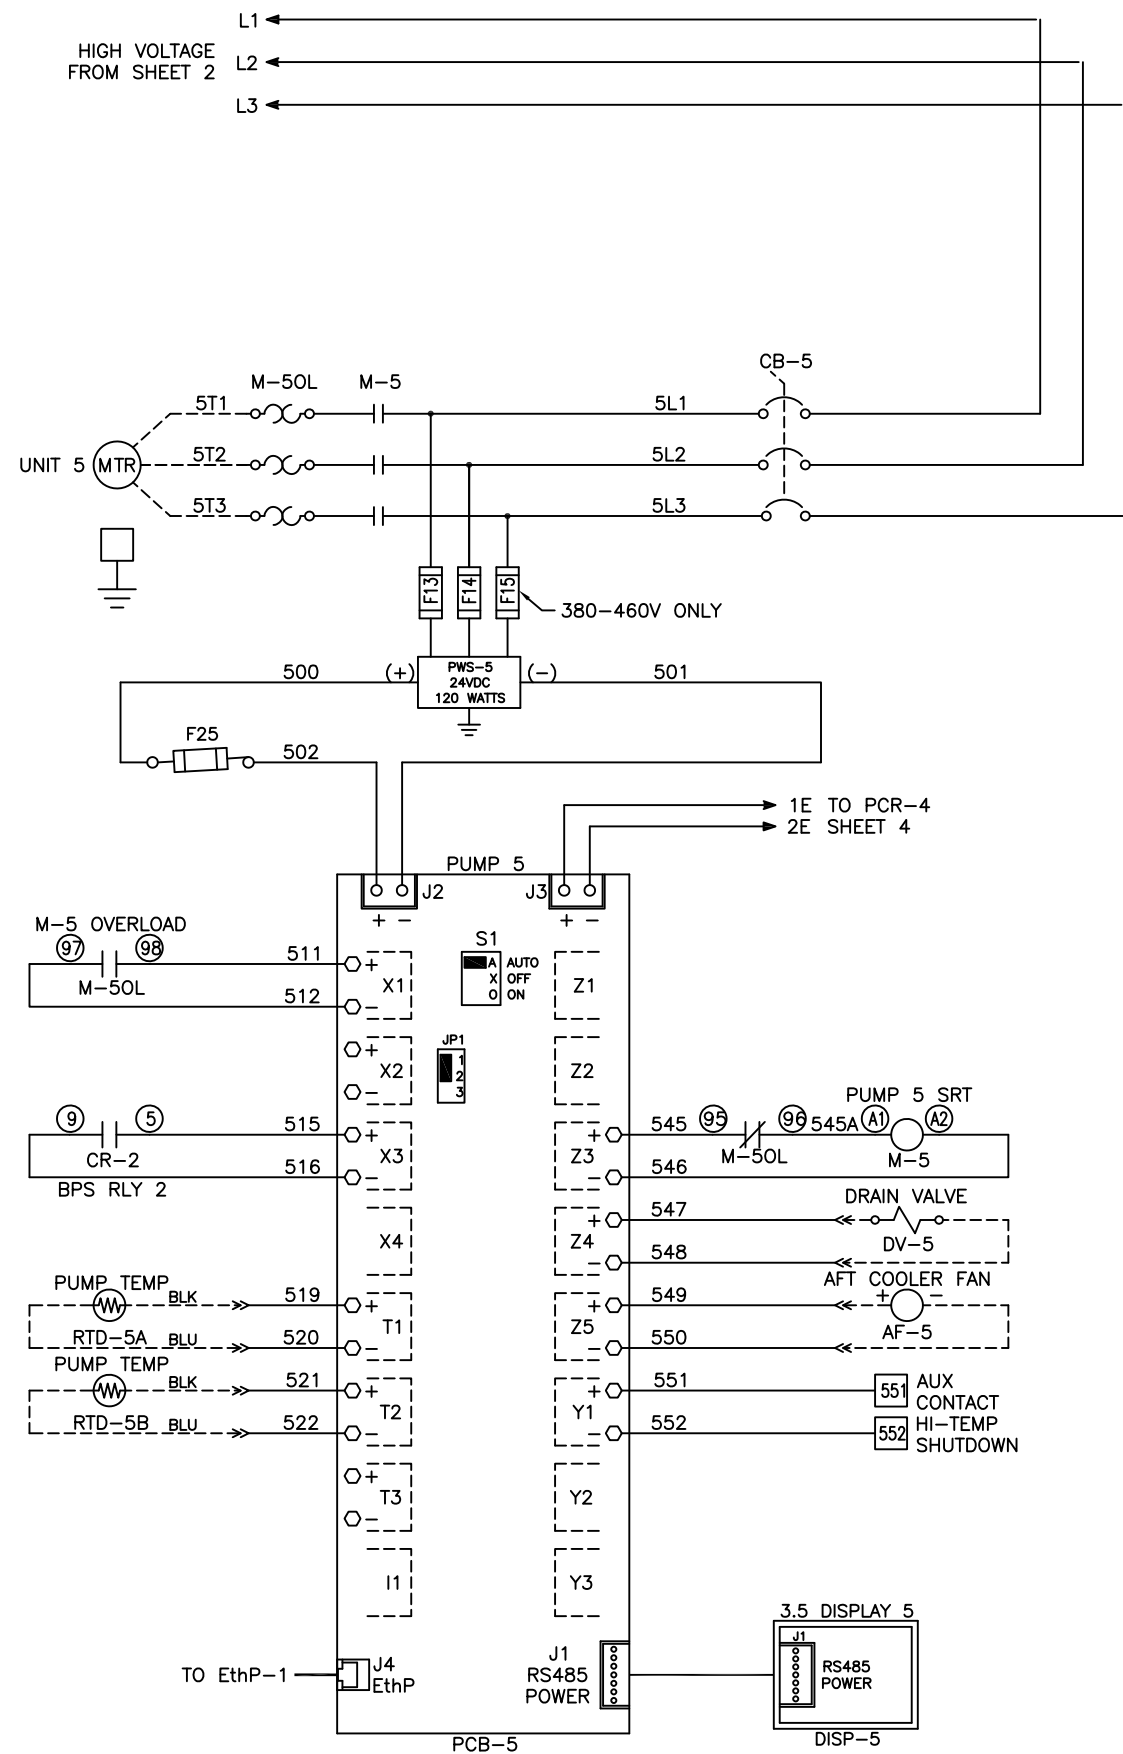 L1
HIGH VOLTAGE
FROM SHEET 2
L2
L3
CB-5
M-5OL
M-5
5T1
5L1
UNIT 5
MTR
5T2
5L2
5T3
5L3
F13
F14
F15
380-460V ONLY
500
(+)
PWS-5
24VDC
120 WATTS
(-)
501
F25
502
1E TO PCR-4
2E SHEET 4
PUMP 5
J2
J3
+ -
+ -
M-5 OVERLOAD
97
98
511
M-5OL
512
+
X1
-
S1
A AUTO
X OFF
O ON
Z1
JP1
1
2
3
+
X2
-
Z2
9
5
515
CR-2
516
BPS RLY 2
+
X3
-
Z3
+
-
PUMP 5 SRT
545
95
96
545A
A1
A2
M-5OL
M-5
546
X4
Z4
+
-
547
DRAIN VALVE
DV-5
548
PUMP TEMP
BLK
519
RTD-5A
BLU
520
+
T1
-
Z5
+
-
549
AFT COOLER FAN
+ -
AF-5
550
PUMP TEMP
BLK
521
RTD-5B
BLU
522
+
T2
-
Y1
+
-
551
551
AUX
CONTACT
552
552
HI-TEMP
SHUTDOWN
+
T3
-
Y2
I1
Y3
TO EthP-1
J4
EthP
J1
RS485
POWER
3.5 DISPLAY 5
J1
RS485
POWER
DISP-5
PCB-5